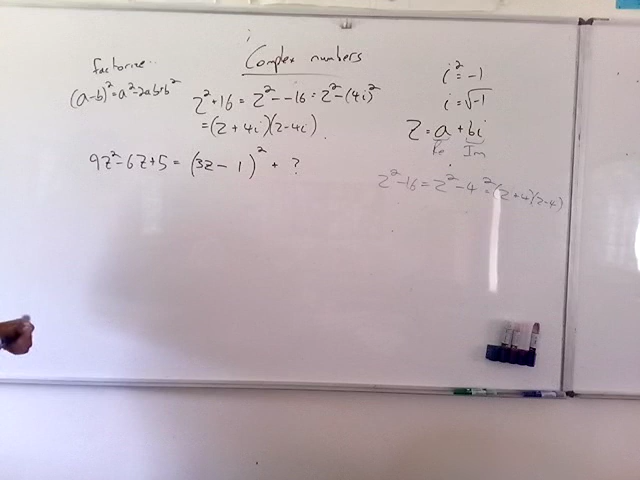 Complex numbers
factorize...
(a-b)²=a²-2ab+b²
z²+16 = z²--16 = z²-(4i)²
=(z+4i)(z-4i)
9z²-6z+5 = (3z-1)² + ?
i²=-1
i=√-1
z=a+bi
Re Im
z²-16=z²-4²=(z+4)(z-4)